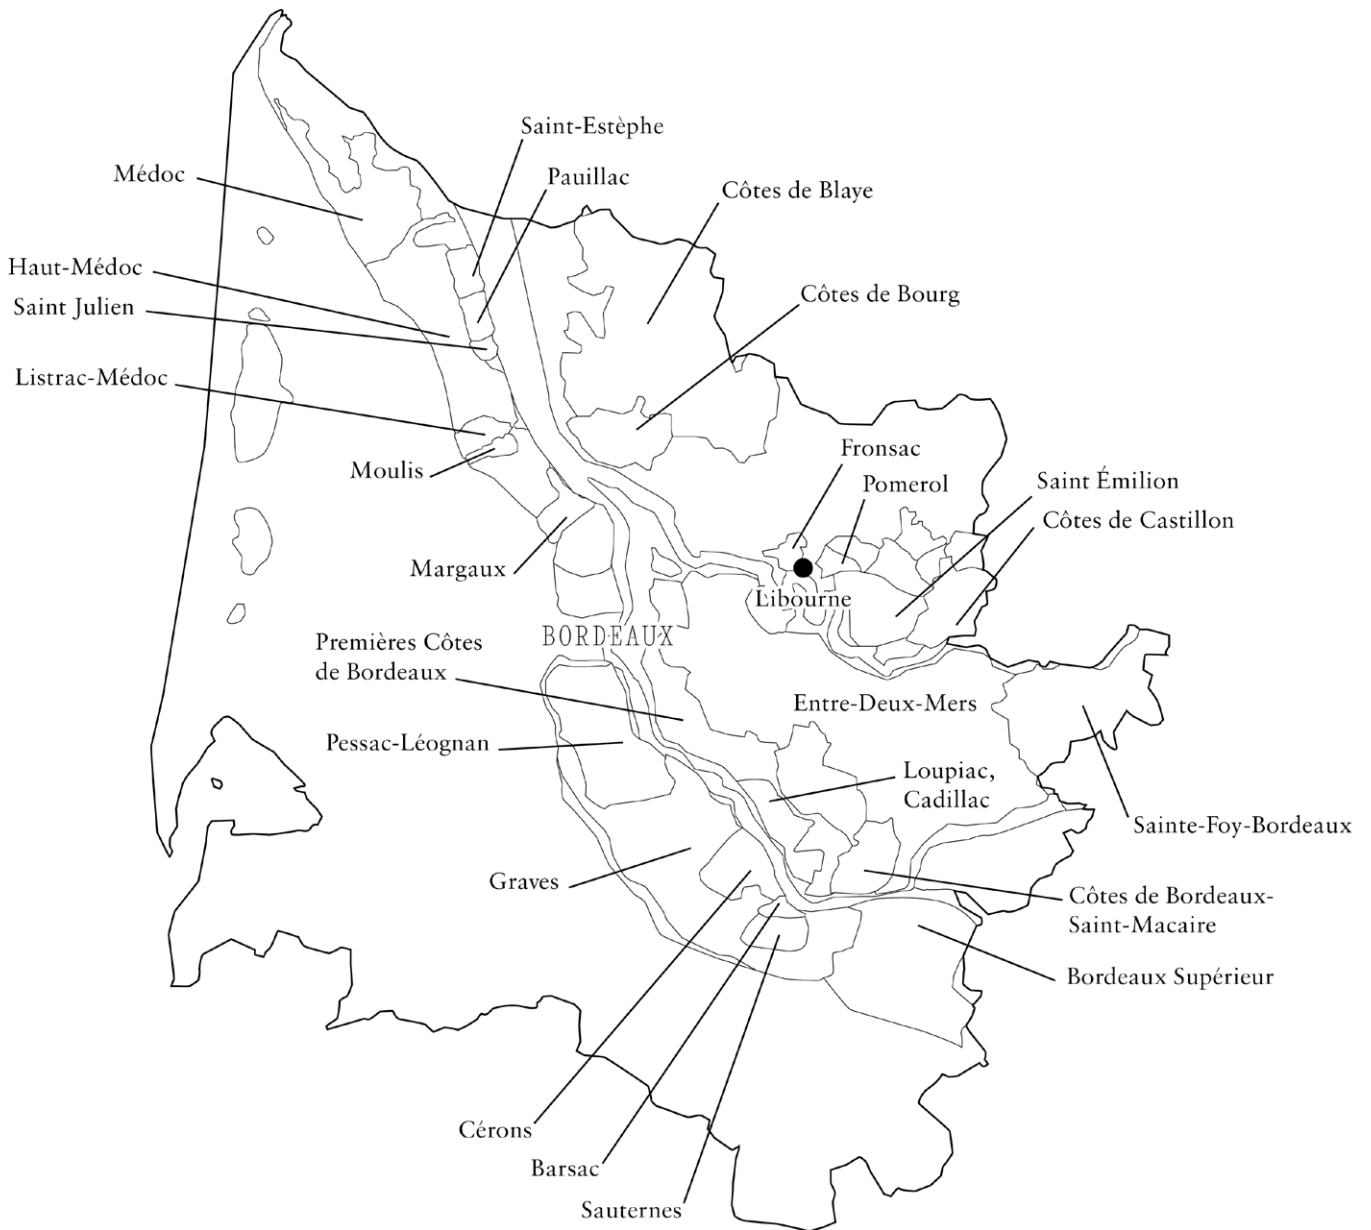 Saint-Estèphe
Médoc
Pauillac
Côtes de Blaye
Haut-Médoc
Saint Julien
Côtes de Bourg
Listrac-Médoc
Fronsac
Moulis
Pomerol
Saint Émilion
Côtes de Castillon
Margaux
Libourne
BORDEAUX
Premières Côtes
de Bordeaux
Entre-Deux-Mers
Pessac-Léognan
Loupiac,
Cadillac
Sainte-Foy-Bordeaux
Graves
Côtes de Bordeaux-
Saint-Macaire
Bordeaux Supérieur
Cérons
Barsac
Sauternes